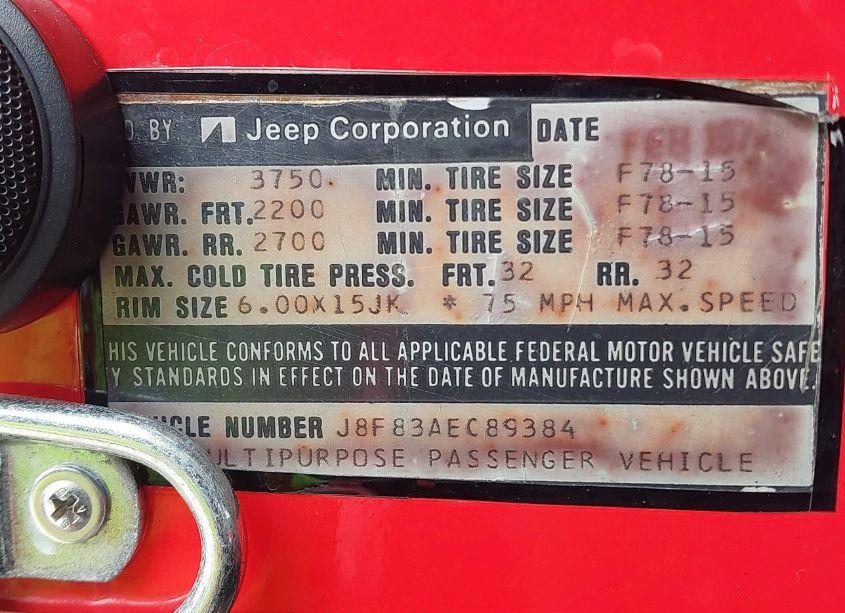 D. BY Jeep Corporation DATE FEB
VWR: 3750 MIN. TIRE SIZE F78-15
GAWR. FRT. 2200 MIN. TIRE SIZE F78-15
GAWR. RR. 2700 MIN. TIRE SIZE F78-15
MAX. COLD TIRE PRESS. FRT. 32 RR. 32
RIM SIZE 6.00X15JK * 75 MPH MAX. SPEED
HIS VEHICLE CONFORMS TO ALL APPLICABLE FEDERAL MOTOR VEHICLE SAFE
Y STANDARDS IN EFFECT ON THE DATE OF MANUFACTURE SHOWN ABOVE.
HICLE NUMBER J8F83AEC89384
ULTIPURPOSE PASSENGER VEHICLE